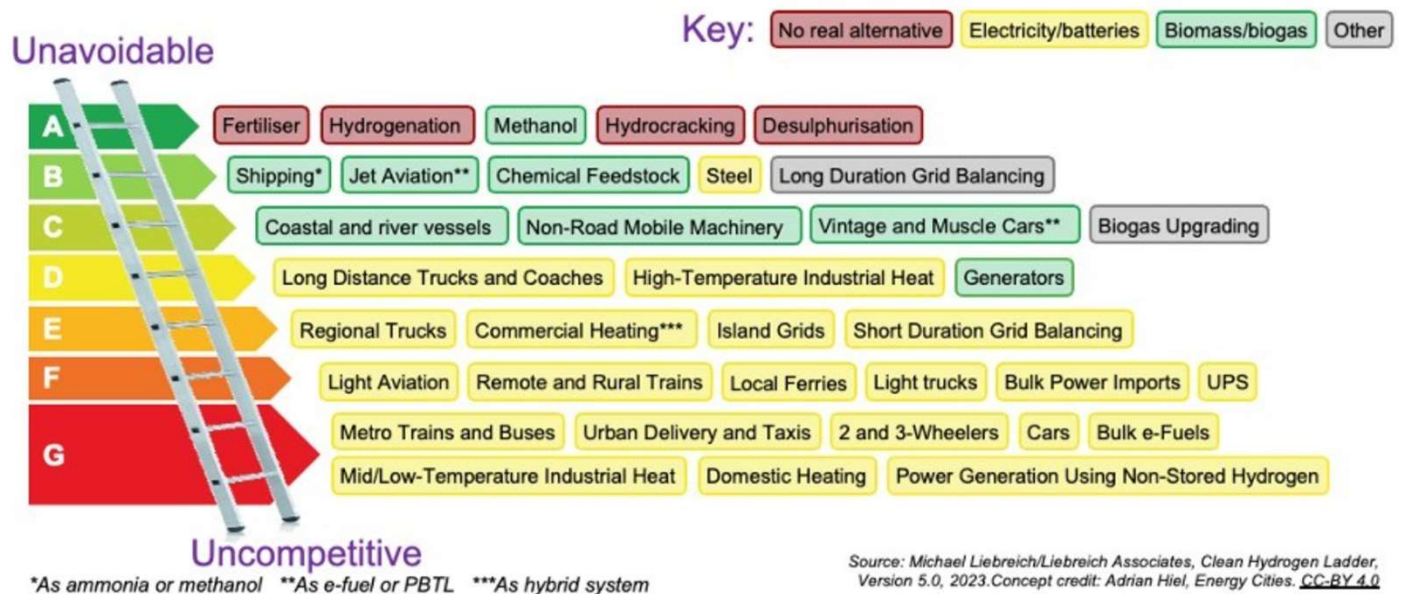 Key: No real alternative Electricity/batteries Biomass/biogas Other
Unavoidable
A Fertiliser Hydrogenation Methanol Hydrocracking Desulphurisation
B Shipping* Jet Aviation** Chemical Feedstock Steel Long Duration Grid Balancing
C Coastal and river vessels Non-Road Mobile Machinery Vintage and Muscle Cars** Biogas Upgrading
D Long Distance Trucks and Coaches High-Temperature Industrial Heat Generators
E Regional Trucks Commercial Heating*** Island Grids Short Duration Grid Balancing
F Light Aviation Remote and Rural Trains Local Ferries Light trucks Bulk Power Imports UPS
G Metro Trains and Buses Urban Delivery and Taxis 2 and 3-Wheelers Cars Bulk e-Fuels
Mid/Low-Temperature Industrial Heat Domestic Heating Power Generation Using Non-Stored Hydrogen
Uncompetitive
*As ammonia or methanol **As e-fuel or PBTL ***As hybrid system
Source: Michael Liebreich/Liebreich Associates, Clean Hydrogen Ladder,
Version 5.0, 2023.Concept credit: Adrian Hiel, Energy Cities. CC-BY 4.0